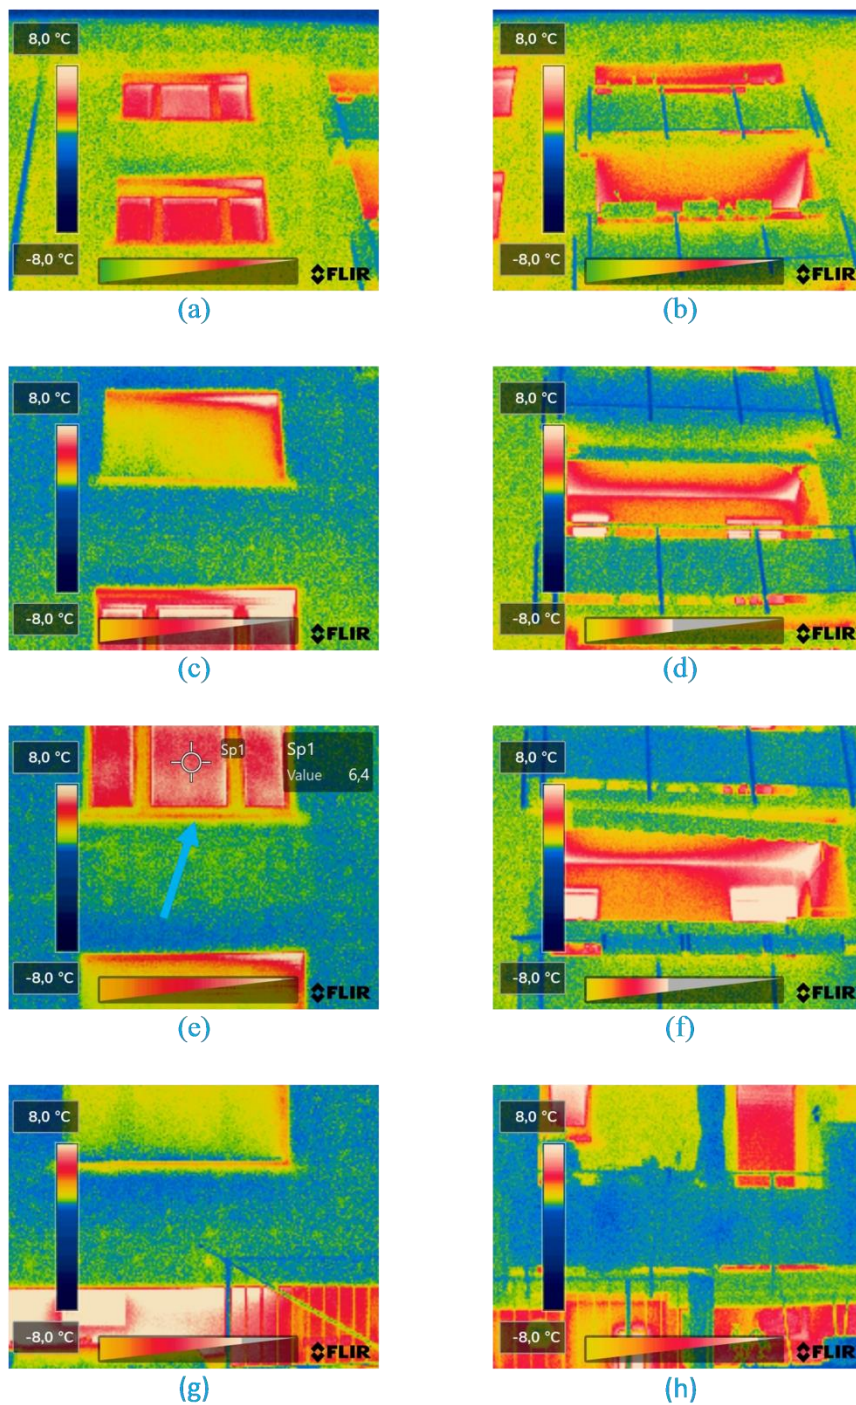 8,0 °C
-8,0 °C
FLIR
(a)
8,0 °C
-8,0 °C
FLIR
(b)
8,0 °C
-8,0 °C
FLIR
(c)
8,0 °C
-8,0 °C
FLIR
(d)
8,0 °C
Sp1
Sp1
Value 6,4
-8,0 °C
FLIR
(e)
8,0 °C
-8,0 °C
FLIR
(f)
8,0 °C
-8,0 °C
FLIR
(g)
8,0 °C
-8,0 °C
FLIR
(h)